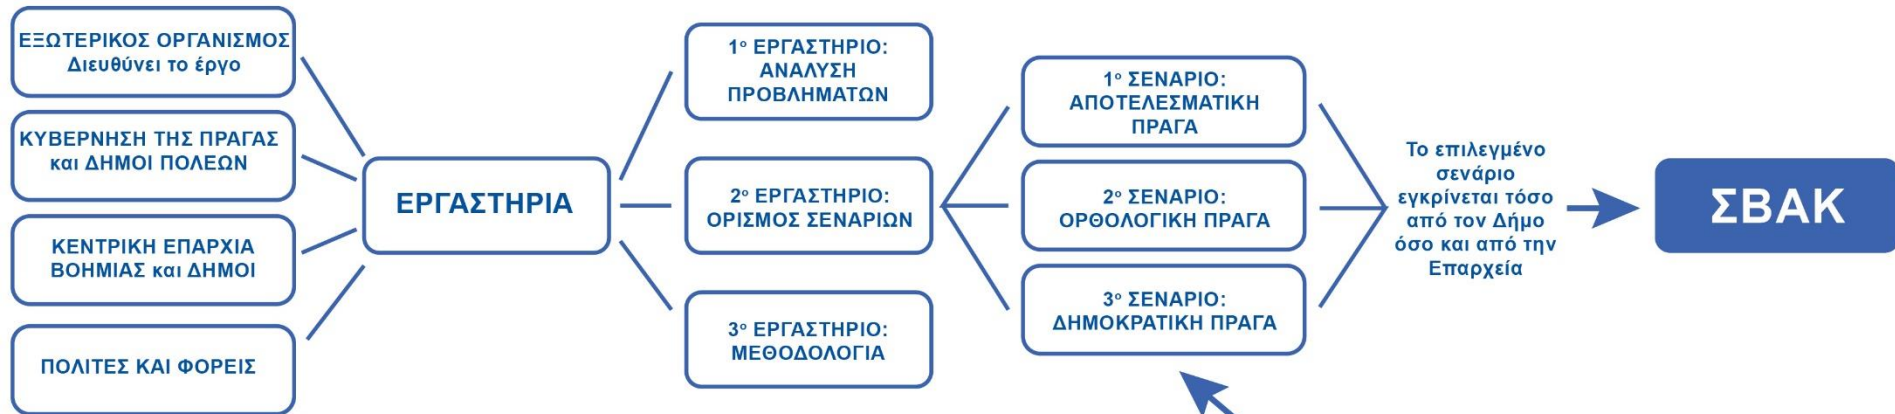 ΕΞΩΤΕΡΙΚΟΣ ΟΡΓΑΝΙΣΜΟΣ
Διευθύνει το έργο
ΚΥΒΕΡΝΗΣΗ ΤΗΣ ΠΡΑΓΑΣ
και ΔΗΜΟΙ ΠΟΛΕΩΝ
ΚΕΝΤΡΙΚΗ ΕΠΑΡΧΙΑ
ΒΟΗΜΙΑΣ και ΔΗΜΟΙ
ΠΟΛΙΤΕΣ ΚΑΙ ΦΟΡΕΙΣ
ΕΡΓΑΣΤΗΡΙΑ
1ο ΕΡΓΑΣΤΗΡΙΟ:
ΑΝΑΛΥΣΗ
ΠΡΟΒΛΗΜΑΤΩΝ
2ο ΕΡΓΑΣΤΗΡΙΟ:
ΟΡΙΣΜΟΣ ΣΕΝΑΡΙΩΝ
3ο ΕΡΓΑΣΤΗΡΙΟ:
ΜΕΘΟΔΟΛΟΓΙΑ
1ο ΣΕΝΑΡΙΟ:
ΑΠΟΤΕΛΕΣΜΑΤΙΚΗ
ΠΡΑΓΑ
2ο ΣΕΝΑΡΙΟ:
ΟΡΘΟΛΟΓΙΚΗ ΠΡΑΓΑ
3ο ΣΕΝΑΡΙΟ:
ΔΗΜΟΚΡΑΤΙΚΗ ΠΡΑΓΑ
Το επιλεγμένο
σενάριο
εγκρίνεται τόσο
από τον Δήμο
όσο και από την
Επαρχεία
ΣΒΑΚ